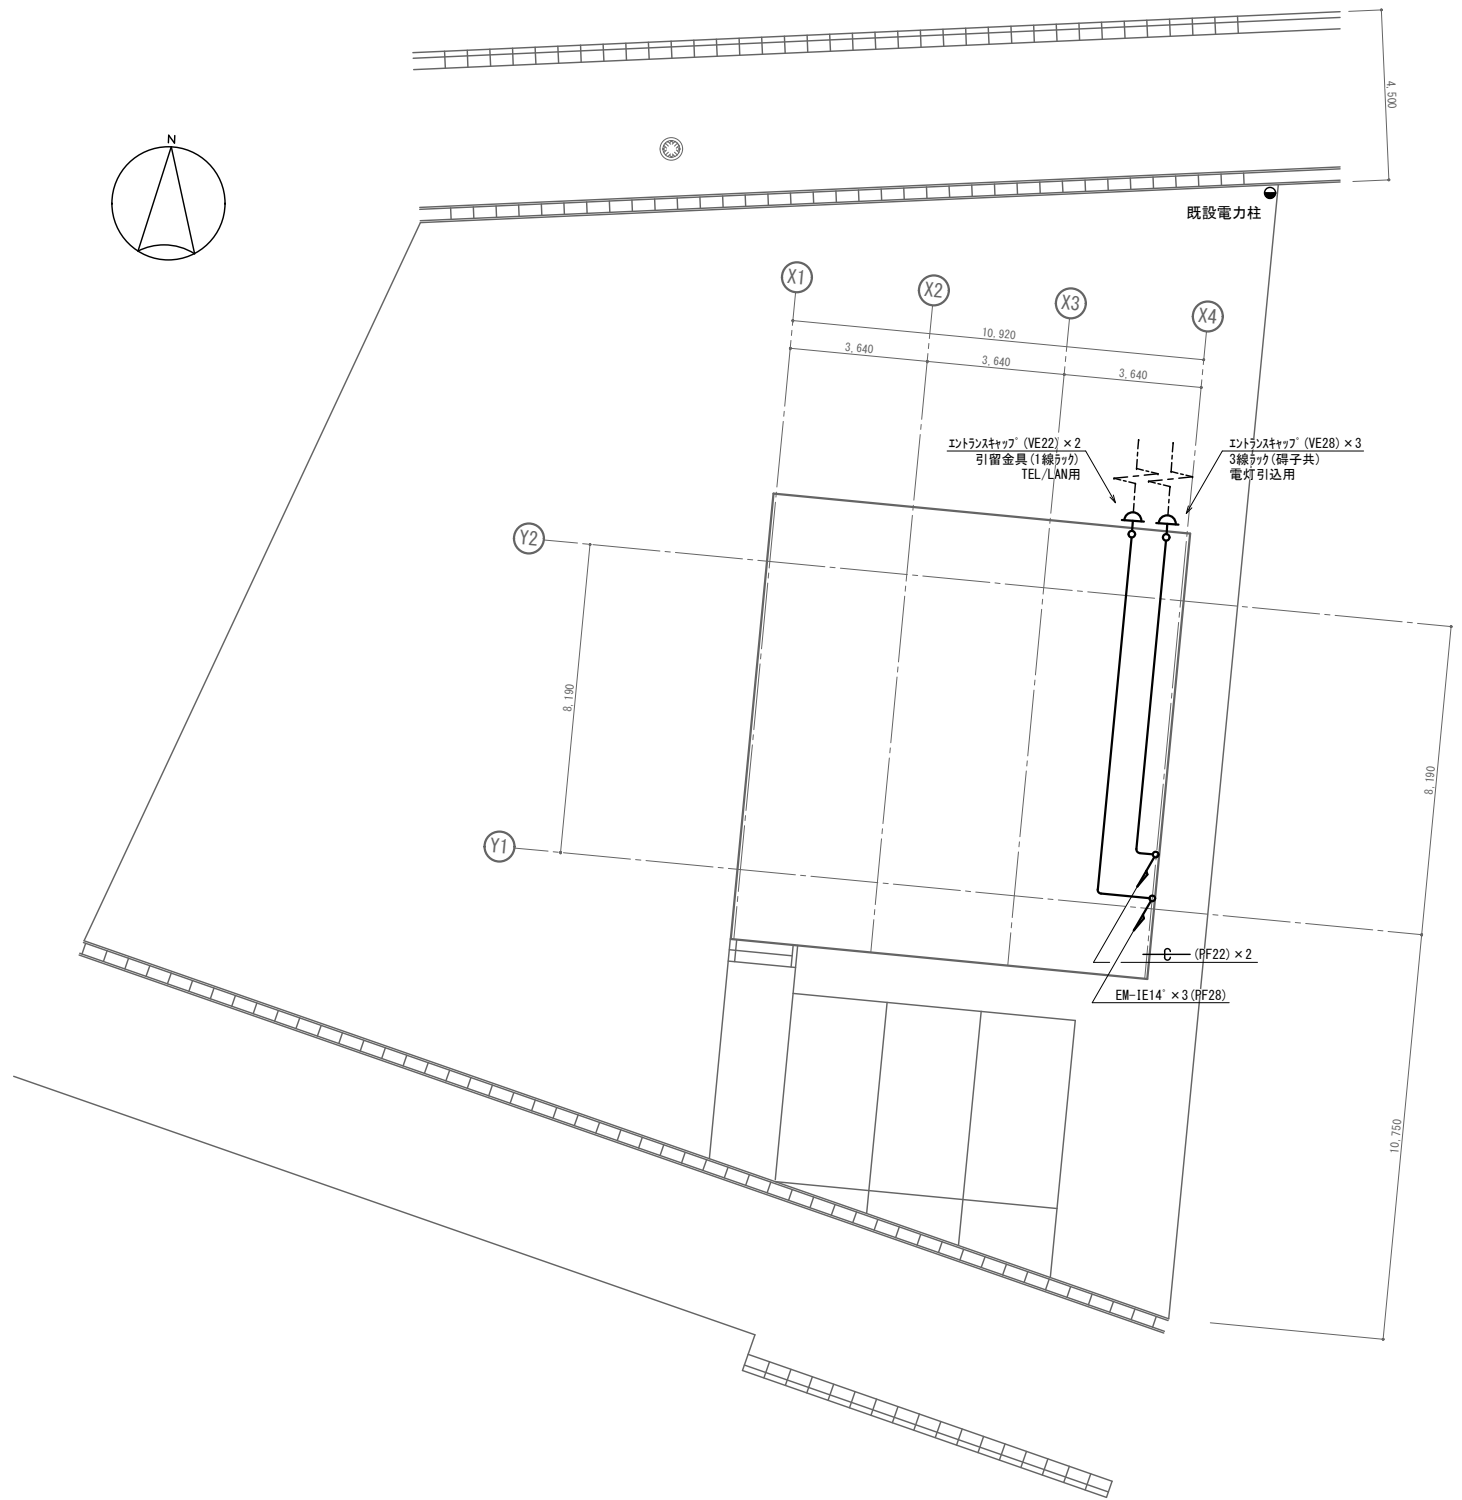 4,500
N
既設電力柱
X1
X2
X3
X4
10,920
3,640
3,640
3,640
エントランスキャップ (VE22) × 2
引留金具 (1線ラック)
TEL/LAN用
エントランスキャップ (VE28) × 3
3線ラック (碍子共)
電灯引込用
Y2
8,190
8,190
Y1
C (PF22) × 2
EM-IE14゜× 3 (PF28)
10,750